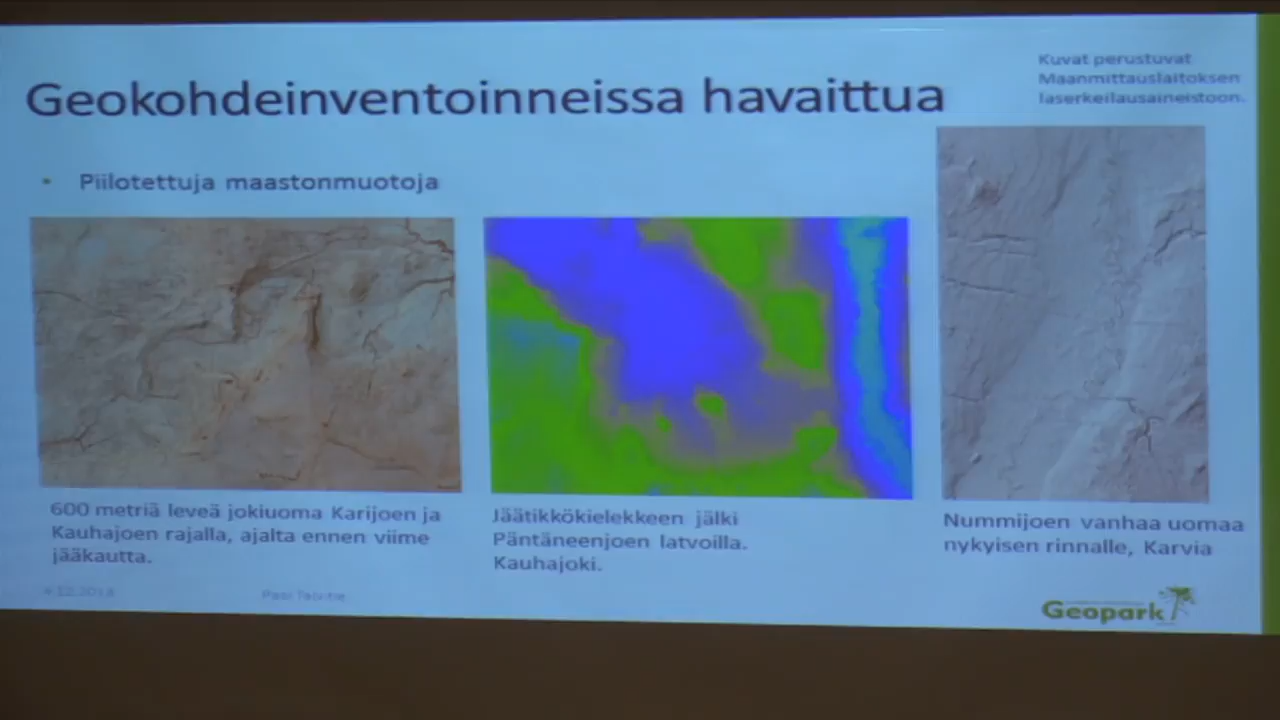 Geokohdeinventoinneissa havaittua
Kuvat perustuvat
Maanmittauslaitoksen
laserkeilausaineistoon.
• Piilotettuja maastonmuotoja
600 metriä leveä jokiuoma Karijoen ja
Kauhajoen rajalla, ajalta ennen viime
jääkautta.
Jäätikkökielekkeen jälki
Päntäneenjoen latvoilla.
Kauhajoki.
Nummijoen vanhaa uomaa
nykyisen rinnalle, Karvia
Geopark